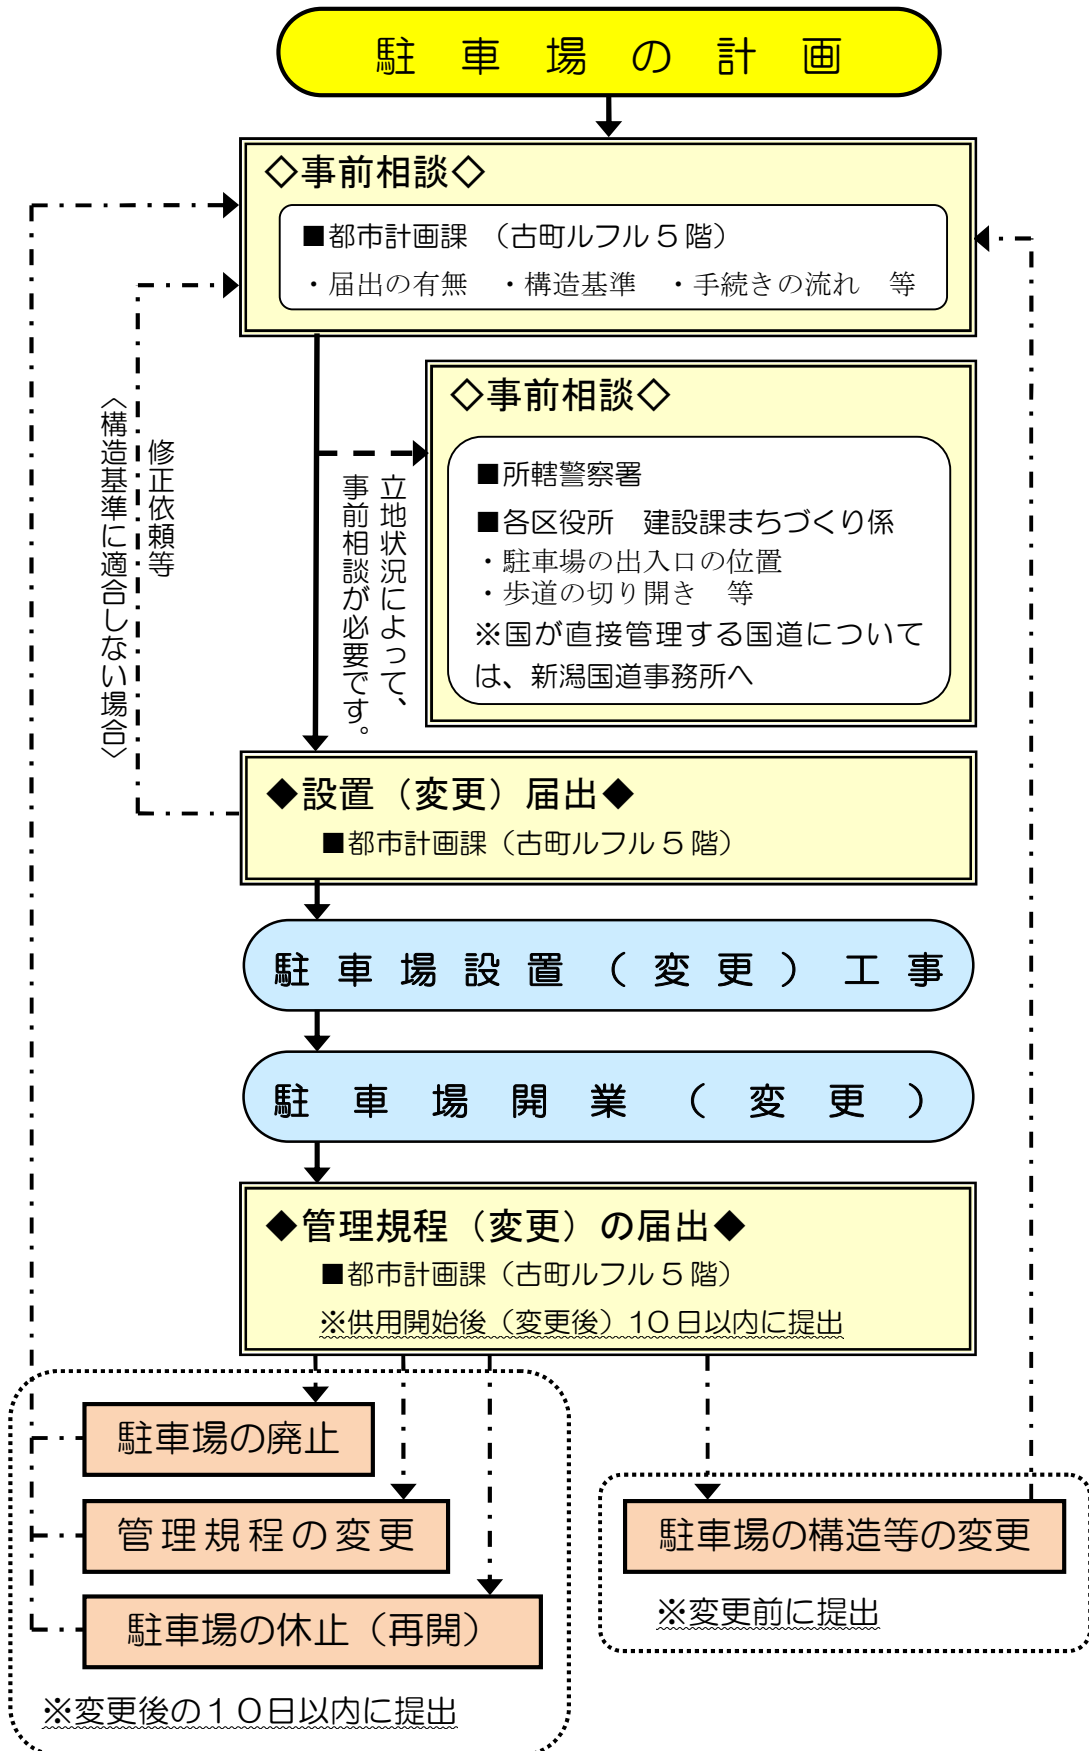 駐車場の計画
◇事前相談◇
■都市計画課　（古町ルフル５階）
・届出の有無　・構造基準　・手続きの流れ　等
◇事前相談◇
■所轄警察署
■各区役所　建設課まちづくり係
・駐車場の出入口の位置
・歩道の切り開き　等
※国が直接管理する国道について
は、新潟国道事務所へ
立地状況によって、
事前相談が必要です。
修正依頼等
〈構造基準に適合しない場合〉
◆設置（変更）届出◆
■都市計画課（古町ルフル５階）
駐車場設置（変更）工事
駐車場開業（変更）
◆管理規程（変更）の届出◆
■都市計画課（古町ルフル５階）
※供用開始後（変更後）１０日以内に提出
駐車場の廃止
管理規程の変更
駐車場の休止（再開）
※変更後の１０日以内に提出
駐車場の構造等の変更
※変更前に提出